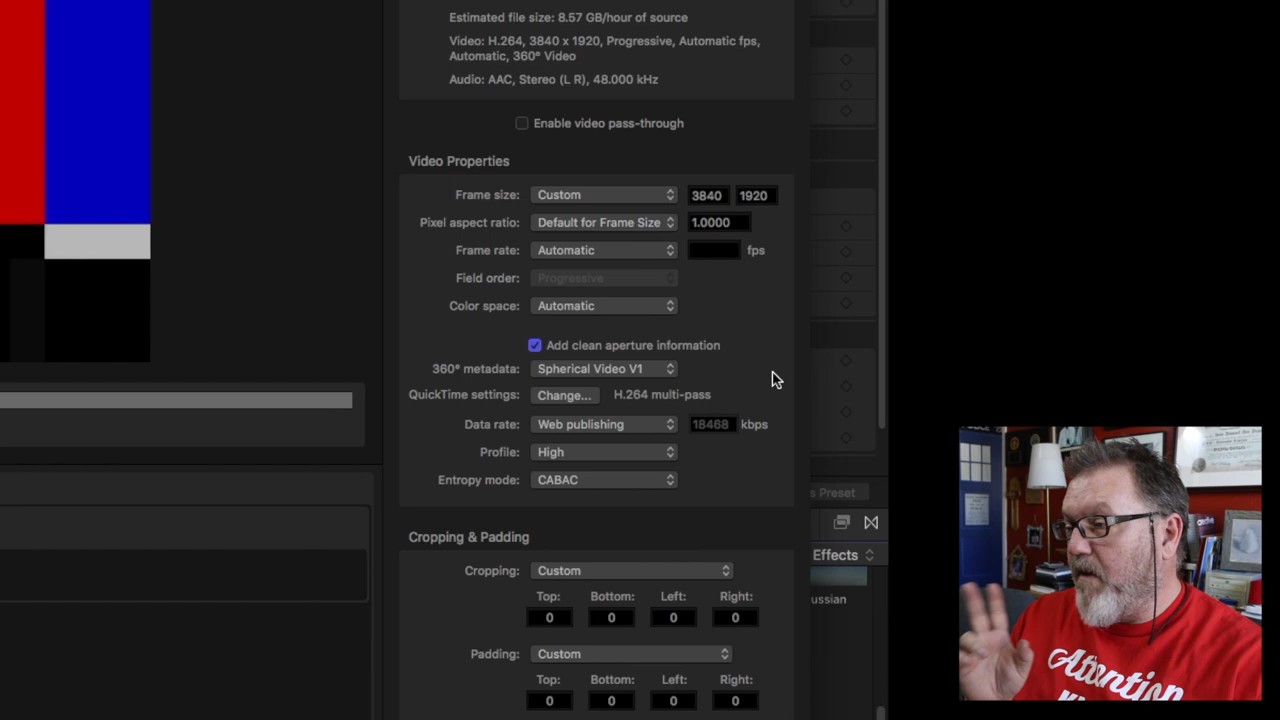 Estimated file size: 8.57 GB/hour of source
Video: H.264, 3840 x 1920, Progressive, Automatic fps,
Automatic, 360° Video
Audio: AAC, Stereo (L R), 48.000 kHz
Enable video pass-through
Video Properties
Frame size: Custom 3840 1920
Pixel aspect ratio: Default for Frame Size 1.0000
Frame rate: Automatic fps
Field order: Progressive
Color space: Automatic
Add clean aperture information
360° metadata: Spherical Video V1
QuickTime settings: Change... H.264 multi-pass
Data rate: Web publishing 18468 kbps
Profile: High
Entropy mode: CABAC
s Preset
Cropping & Padding
Effects
Cropping: Custom
ussian
Top: Bottom: Left: Right:
0 0 0 0
Padding: Custom
Top: Bottom: Left: Right:
0 0 0 0
Attention